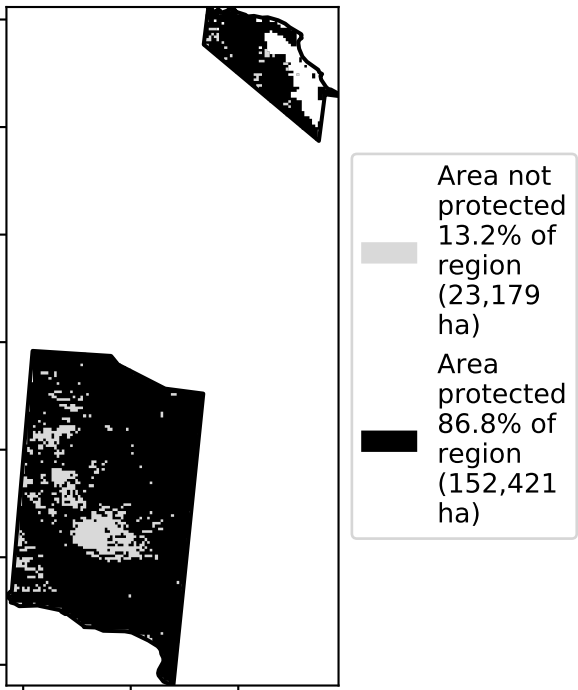 Area not
protected
13.2% of
region
(23,179
ha)
Area
protected
86.8% of
region
(152,421
ha)